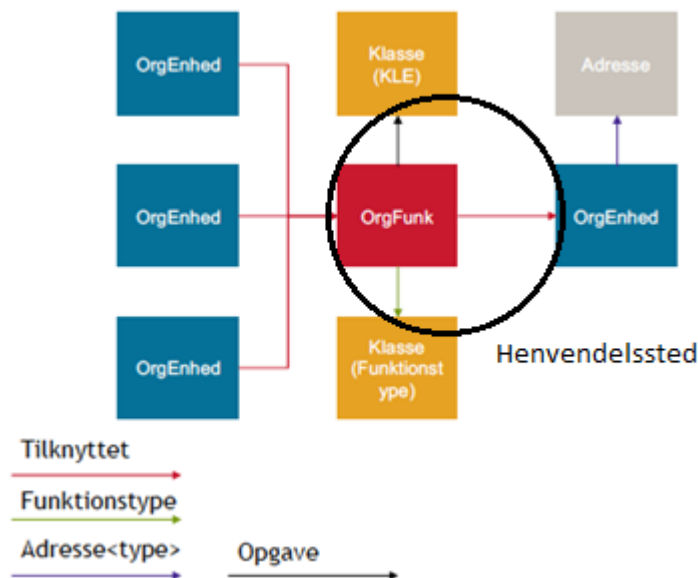 OrgEnhed
Klasse
(KLE)
Adresse
OrgEnhed
OrgFunk
OrgEnhed
OrgEnhed
Klasse
(Funktionst
ype)
Henvendelssted
Tilknyttet
Funktionstype
Adresse<type>
Opgave